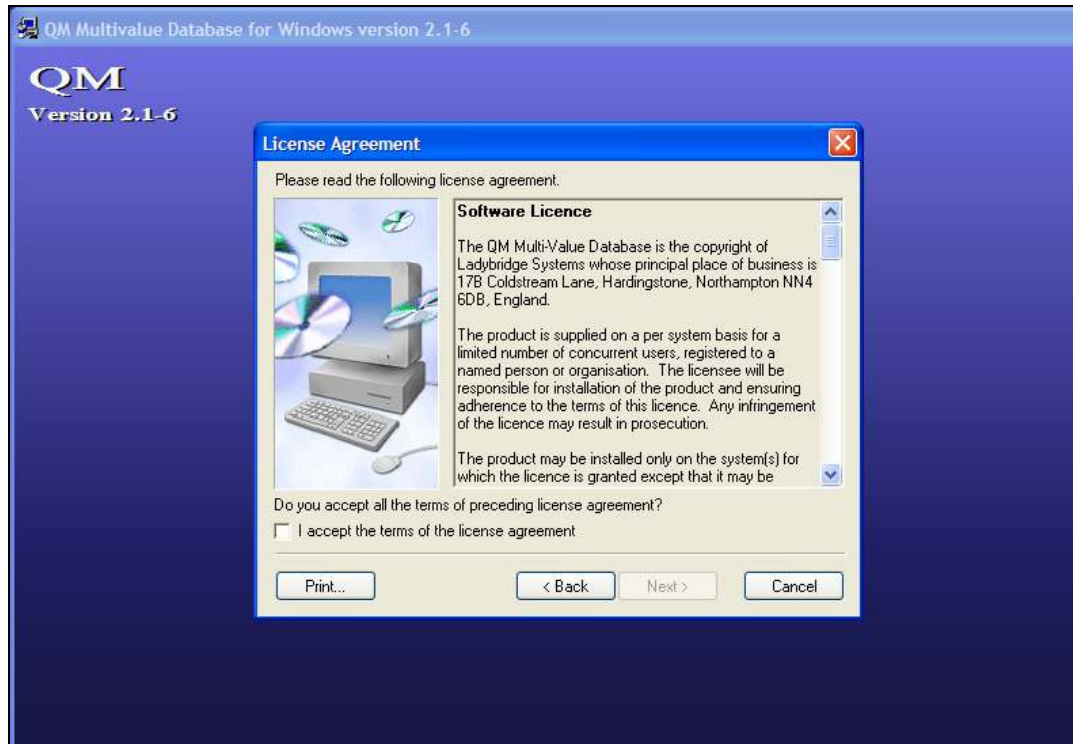 QM Multivalue Database for Windows version 2.1-6
QM
Version 2.1-6
License Agreement
Please read the following license agreement.
Software Licence
The QM Multi-Value Database is the copyright of
Ladybridge Systems whose principal place of business is
17B Coldstream Lane, Hardingstone, Northampton NN4
6DB, England.
The product is supplied on a per system basis for a
limited number of concurrent users, registered to a
named person or organisation.  The licensee will be
responsible for installation of the product and ensuring
adherence to the terms of this licence.  Any infringement
of the licence may result in prosecution.
The product may be installed only on the system(s) for
which the licence is granted except that it may be
Do you accept all the terms of preceding license agreement?
I accept the terms of the license agreement
Print... < Back Next > Cancel